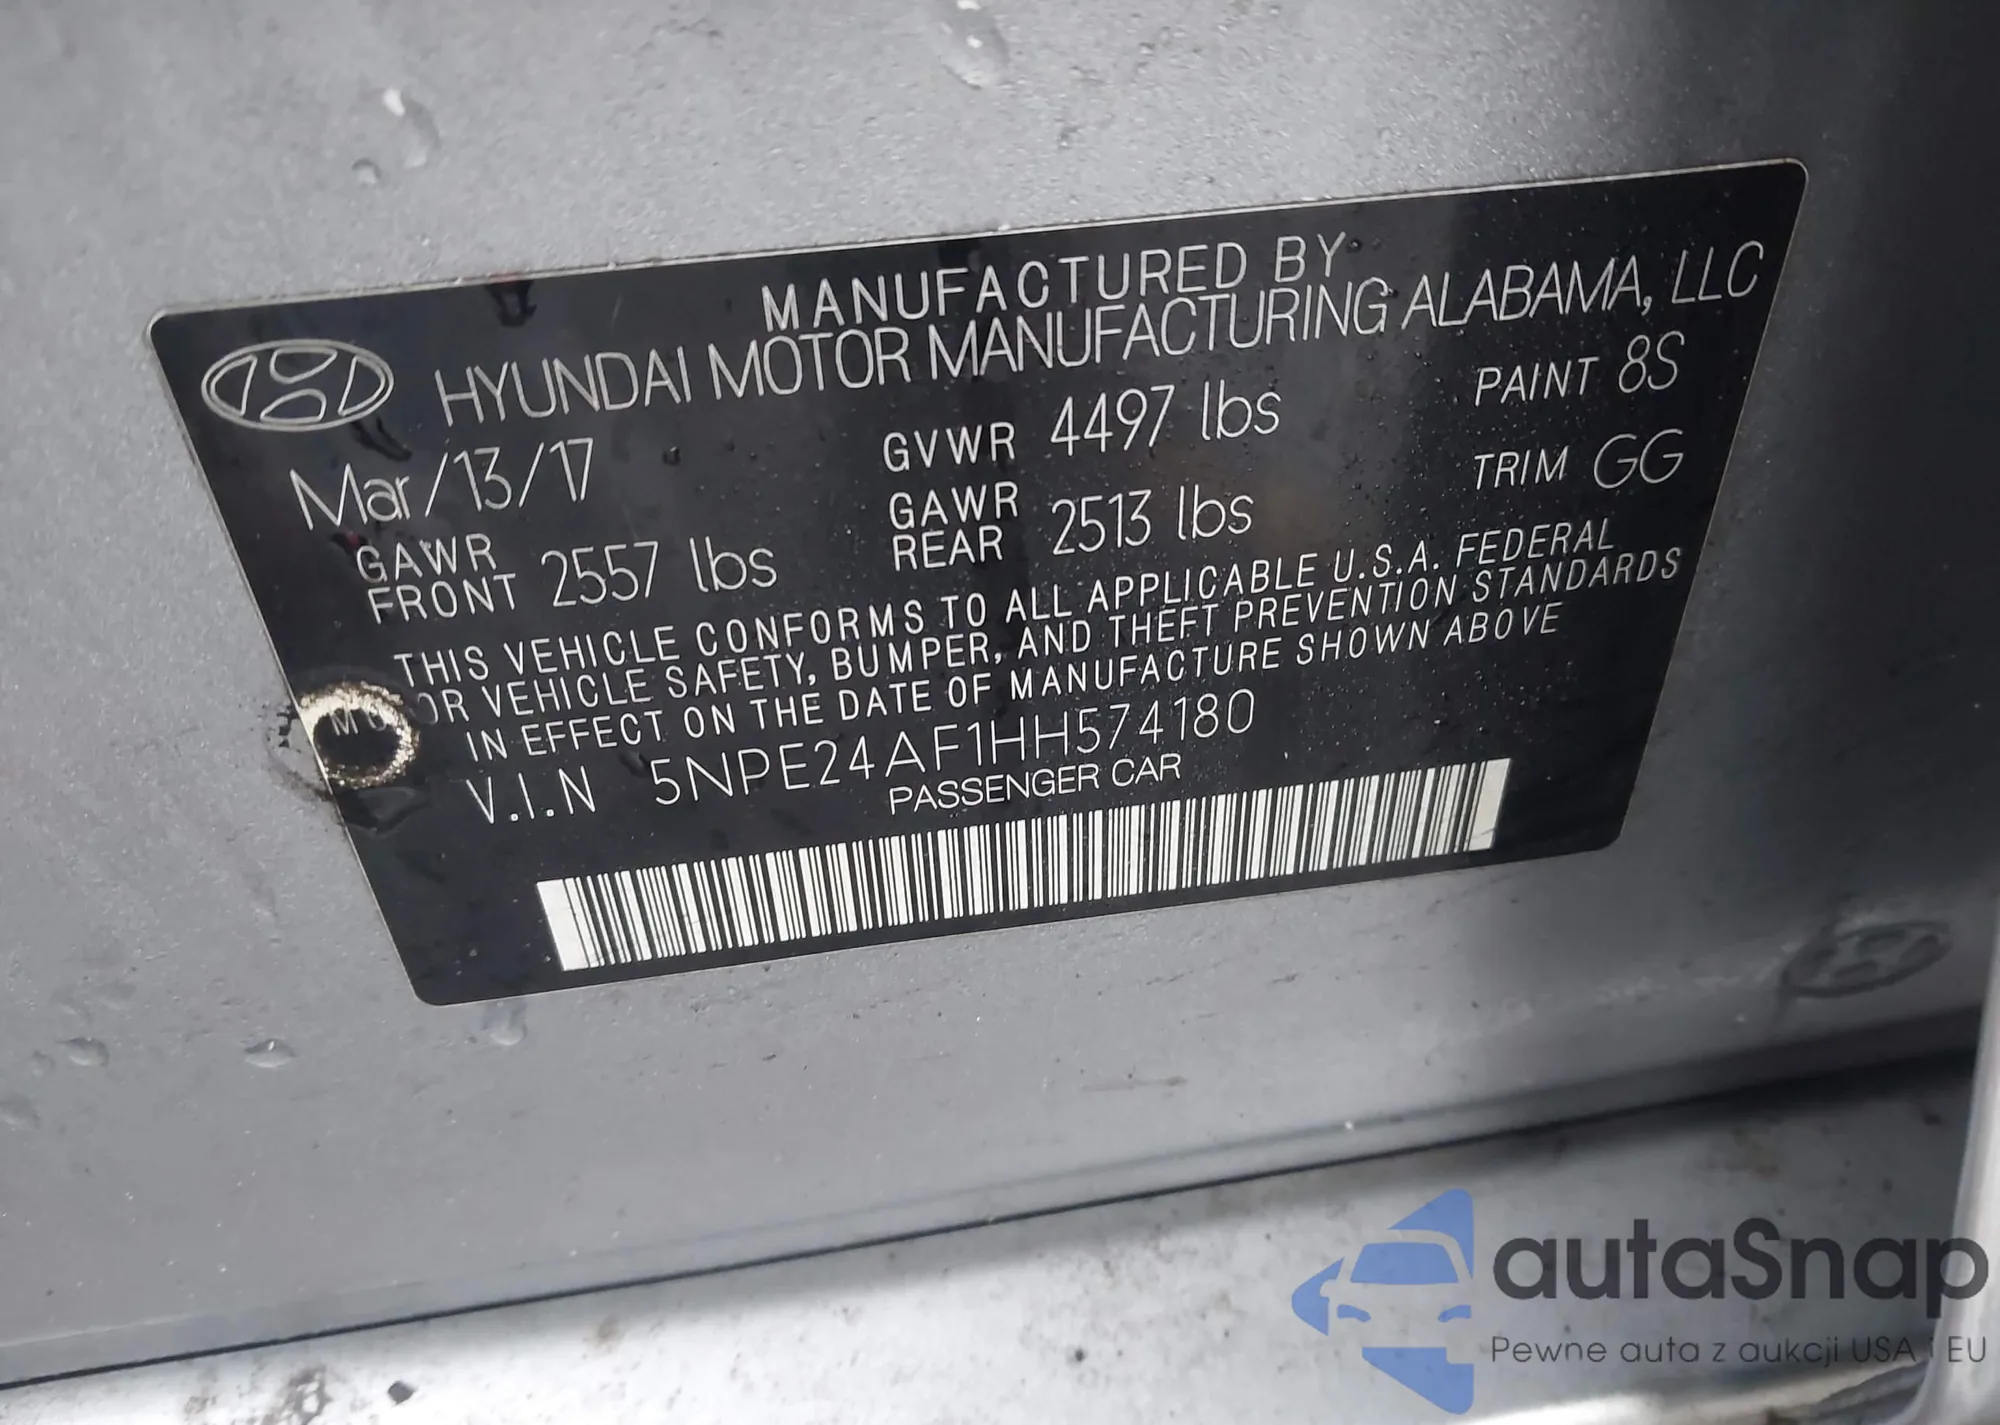 MANUFACTURED BY
HYUNDAI MOTOR MANUFACTURING ALABAMA, LLC
Mar/13/17 GVWR 4497 lbs PAINT 8S
GAWR FRONT 2557 lbs GAWR REAR 2513 lbs TRIM GG
THIS VEHICLE CONFORMS TO ALL APPLICABLE U.S.A. FEDERAL
MOTOR VEHICLE SAFETY, BUMPER, AND THEFT PREVENTION STANDARDS
IN EFFECT ON THE DATE OF MANUFACTURE SHOWN ABOVE
V.I.N 5NPE24AF1HH574180
PASSENGER CAR
autaSnap
Pewne auta z aukcji USA i EU